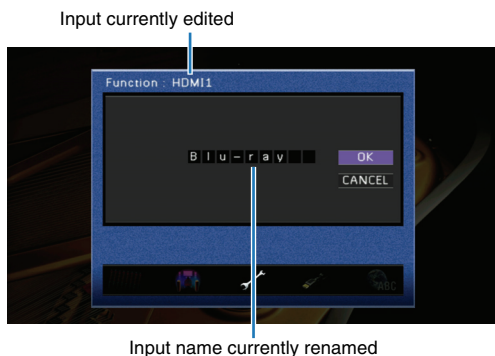 Input currently edited
Function : HDMI1
Blu-ray
OK
CANCEL
ABC
Input name currently renamed